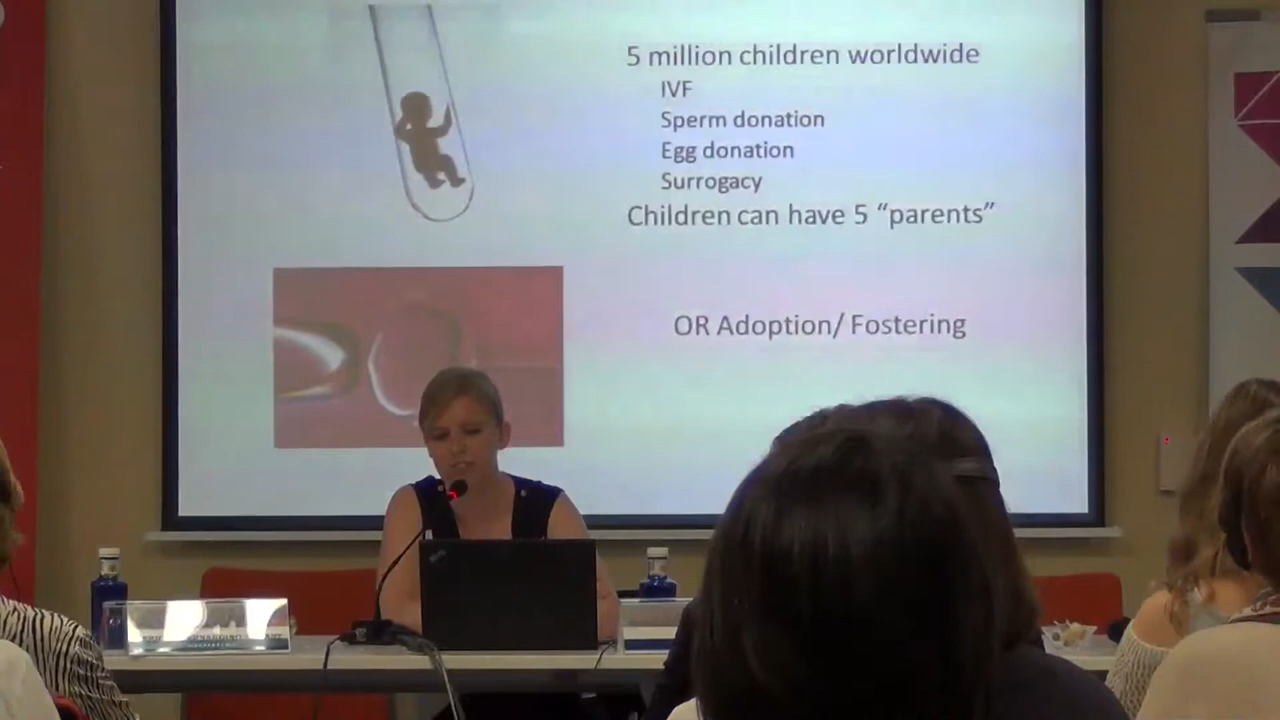 5 million children worldwide
IVF
Sperm donation
Egg donation
Surrogacy
Children can have 5 “parents”
OR Adoption/ Fostering